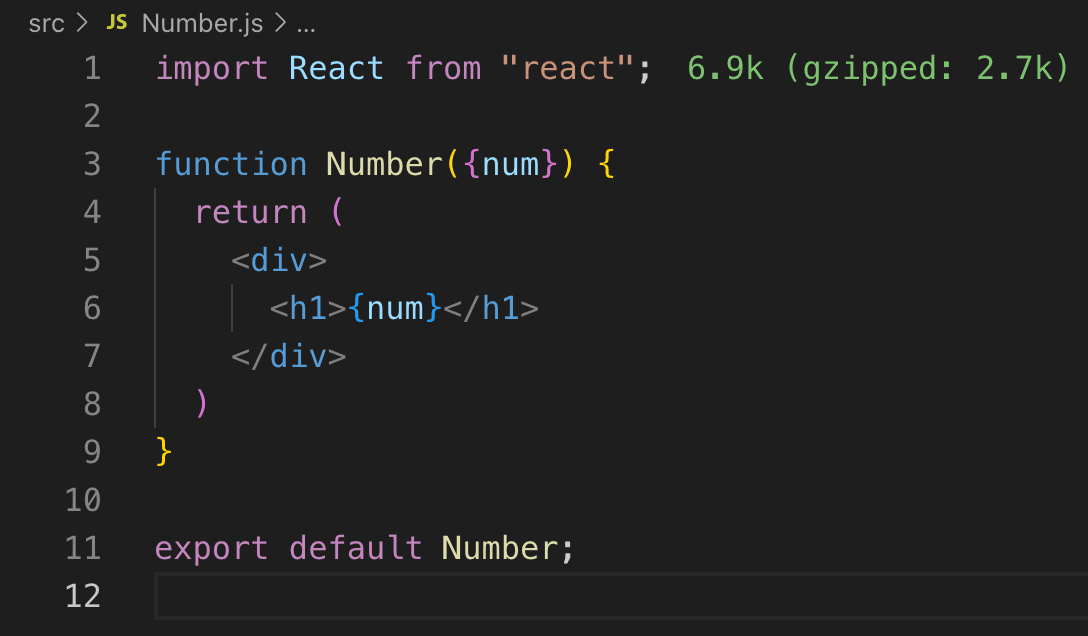 src > JS Number.js > ...
1 import React from "react"; 6.9k (gzipped: 2.7k)
2
3 function Number({num}) {
4   return (
5     <div>
6       <h1>{num}</h1>
7     </div>
8   )
9 }
10
11 export default Number;
12